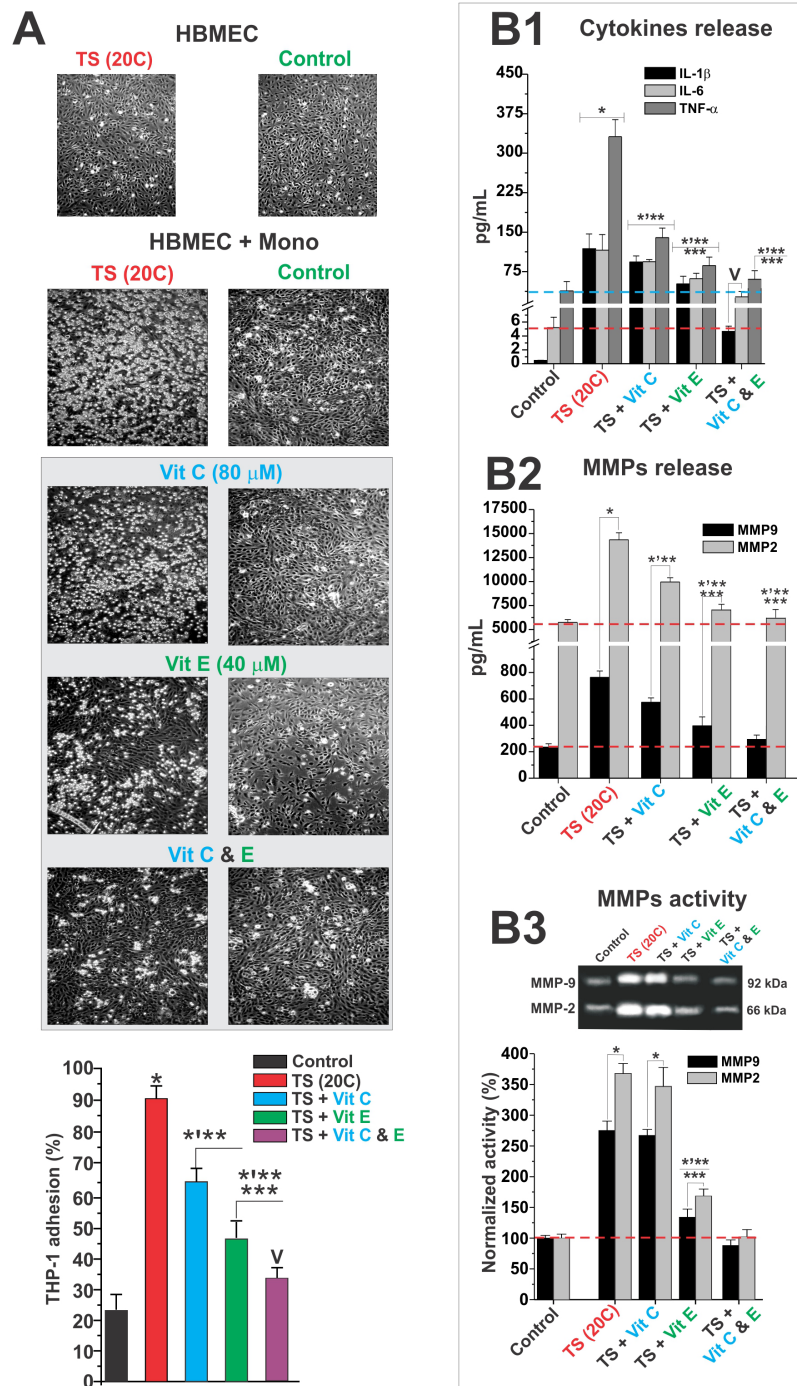 A
HBMEC
TS (20C)
Control
HBMEC + Mono
TS (20C)
Control
Vit C (80 μM)
Vit E (40 μM)
Vit C & E
Control
TS (20C)
TS + Vit C
TS + Vit E
TS + Vit C & E
THP-1 adhesion (%)
100
90
80
70
60
50
40
30
20
10
0
*
*'**
*'**
***
V
B1
Cytokines release
IL-1β
IL-6
TNF-α
pg/mL
450
375
300
225
150
75
6
4
2
0
*
*'**
*'**
***
V
*'**
***
Control
TS (20C)
TS + Vit C
TS + Vit E
TS +
Vit C & E
B2
MMPs release
MMP9
MMP2
pg/mL
17500
15000
12500
10000
7500
5000
800
600
400
200
0
*
*'**
*'**
***
*'**
***
Control
TS (20C)
TS + Vit C
TS + Vit E
TS +
Vit C & E
B3
MMPs activity
Control
TS (20C)
TS + Vit C
TS + Vit E
TS +
Vit C & E
MMP-9
92 kDa
MMP-2
66 kDa
MMP9
MMP2
Normalized activity (%)
400
350
300
250
200
150
100
50
0
*
*
*'**
***
Control
TS (20C)
TS + Vit C
TS + Vit E
TS +
Vit C & E